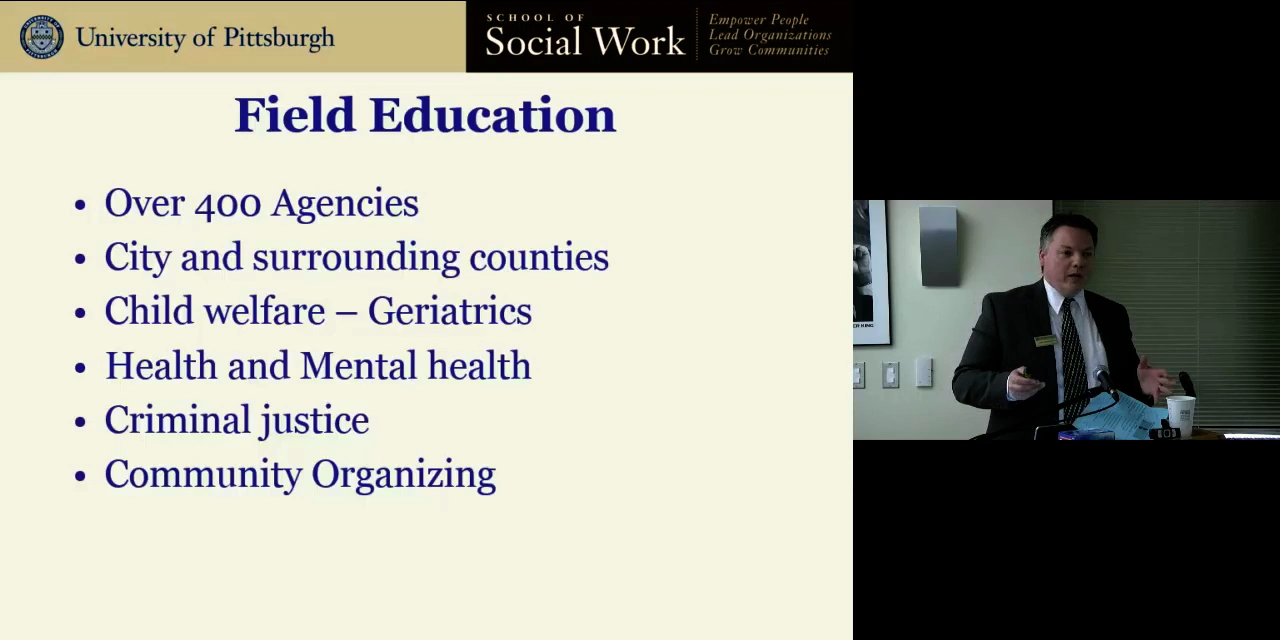 University of Pittsburgh
SCHOOL OF
Social Work
Empower People
Lead Organizations
Grow Communities
Field Education
• Over 400 Agencies
• City and surrounding counties
• Child welfare – Geriatrics
• Health and Mental health
• Criminal justice
• Community Organizing